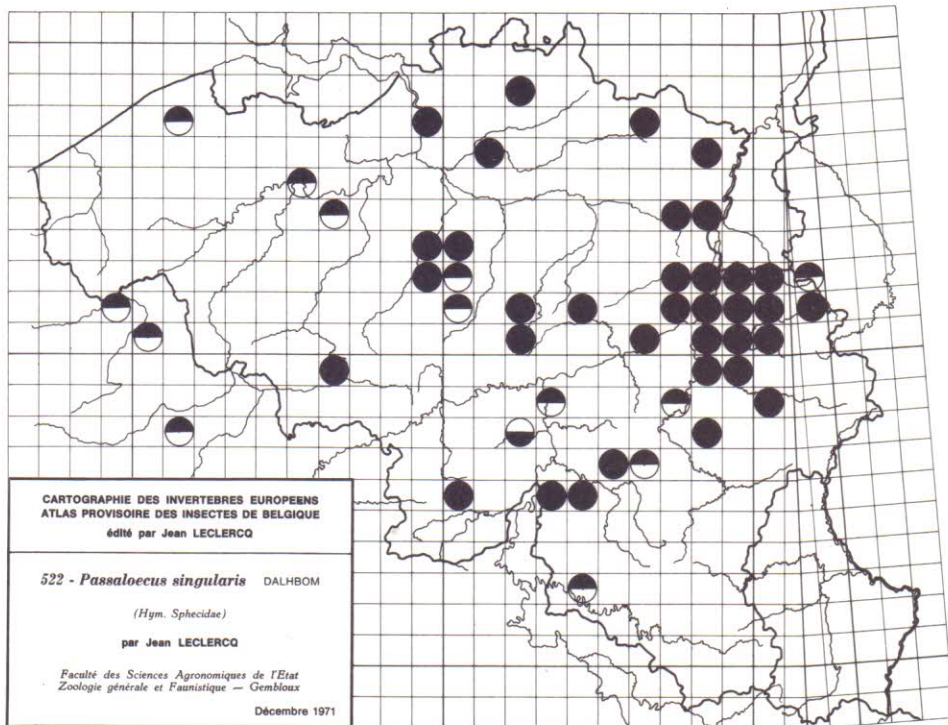 CARTOGRAPHIE DES INVERTEBRES EUROPEENS
ATLAS PROVISOIRE DES INSECTES DE BELGIQUE
édité par Jean LECLERCQ
522 - Passaloecus singularis DALHBOM
(Hym. Sphecidae)
par Jean LECLERCQ
Faculté des Sciences Agronomiques de l'Etat
Zoologie générale et Faunistique — Gembloux
Décembre 1971